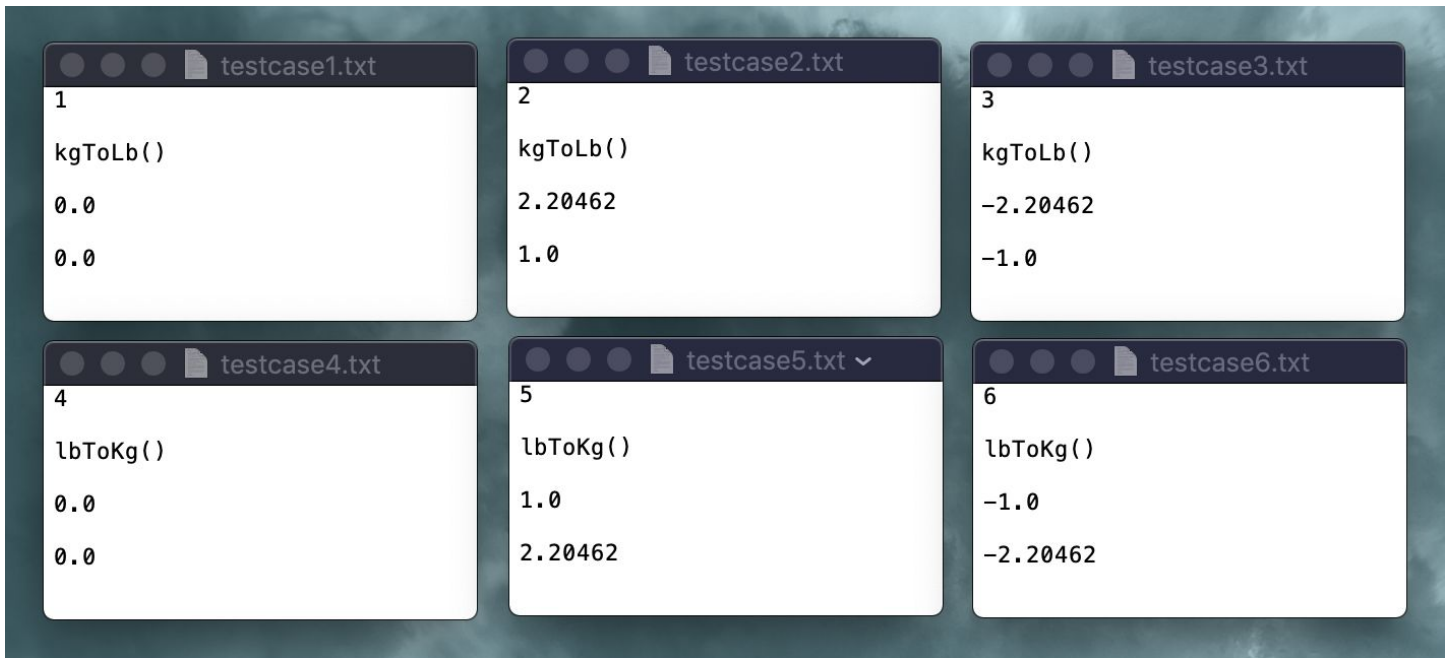 testcase1.txt
1
kgToLb()
0.0
0.0
testcase2.txt
2
kgToLb()
2.20462
1.0
testcase3.txt
3
kgToLb()
-2.20462
-1.0
testcase4.txt
4
lbToKg()
0.0
0.0
testcase5.txt
5
lbToKg()
1.0
2.20462
testcase6.txt
6
lbToKg()
-1.0
-2.20462